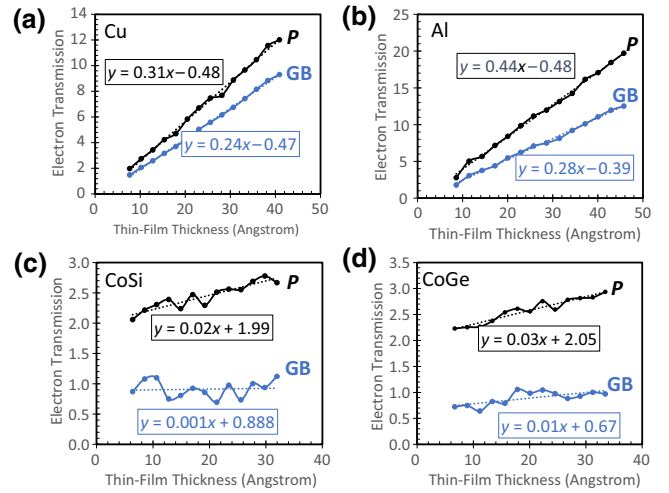 (a)
Cu
14
12
10
8
6
4
2
0
Electron Transmission
P
y = 0.31x−0.48
GB
y = 0.24x−0.47
0 10 20 30 40 50
Thin-Film Thickness (Angstrom)
(b)
Al
25
20
15
10
5
0
Electron Transmission
P
y = 0.44x−0.48
GB
y = 0.28x−0.39
0 10 20 30 40 50
Thin-Film Thickness (Angstrom)
(c)
CoSi
3.0
2.5
2.0
1.5
1.0
0.5
0.0
Electron Transmission
P
y = 0.02x + 1.99
GB
y = 0.001x + 0.888
0 10 20 30 40
Thin-Film Thickness (Angstrom)
(d)
CoGe
3.5
3.0
2.5
2.0
1.5
1.0
0.5
0.0
Electron Transmission
P
y = 0.03x + 2.05
GB
y = 0.01x + 0.67
0 10 20 30 40
Thin-Film Thickness (Angstrom)